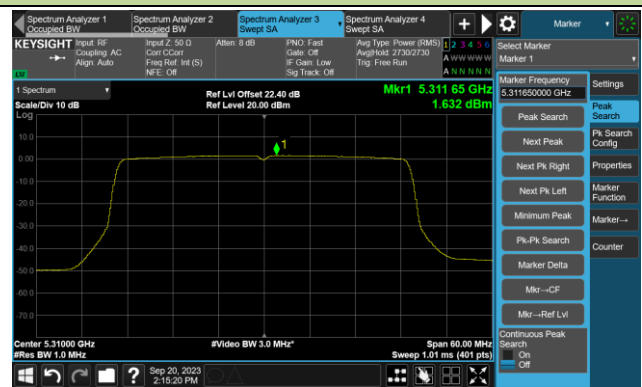 Spectrum Analyzer 1
Occupied BW
Spectrum Analyzer 2
Occupied BW
Spectrum Analyzer 3
Swept SA
Spectrum Analyzer 4
Swept SA
Marker
KEYSIGHT
Input: RF
Coupling: AC
Align: Auto
Input Z: 50 Ω
Corr CCorr
Freq Ref: Int (S)
NFE: Off
Atten: 8 dB
PNO: Fast
Gate: Off
IF Gain: Low
Sig Track: Off
Avg Type: Power (RMS)
Avg|Hold: 2730/2730
Trig: Free Run
1 2 3 4 5 6
A W W W W W
A N N N N N
LW
Select Marker
Marker 1
1 Spectrum
Scale/Div 10 dB
Log
Ref Lvl Offset 22.40 dB
Ref Level 20.00 dBm
Mkr1 5.311 65 GHz
1.632 dBm
10.0
0.00
-10.0
-20.0
-30.0
-40.0
-50.0
-60.0
-70.0
1
Center 5.31000 GHz
#Res BW 1.0 MHz
#Video BW 3.0 MHz*
Span 60.00 MHz
Sweep 1.01 ms (401 pts)
Marker Frequency
5.311650000 GHz
Peak Search
Next Peak
Next Pk Right
Next Pk Left
Minimum Peak
Pk-Pk Search
Marker Delta
Mkr→CF
Mkr→Ref Lvl
Continuous Peak
Search
On
Off
Settings
Peak
Search
Pk Search
Config
Properties
Marker
Function
Marker→
Counter
Sep 20, 2023
2:15:20 PM